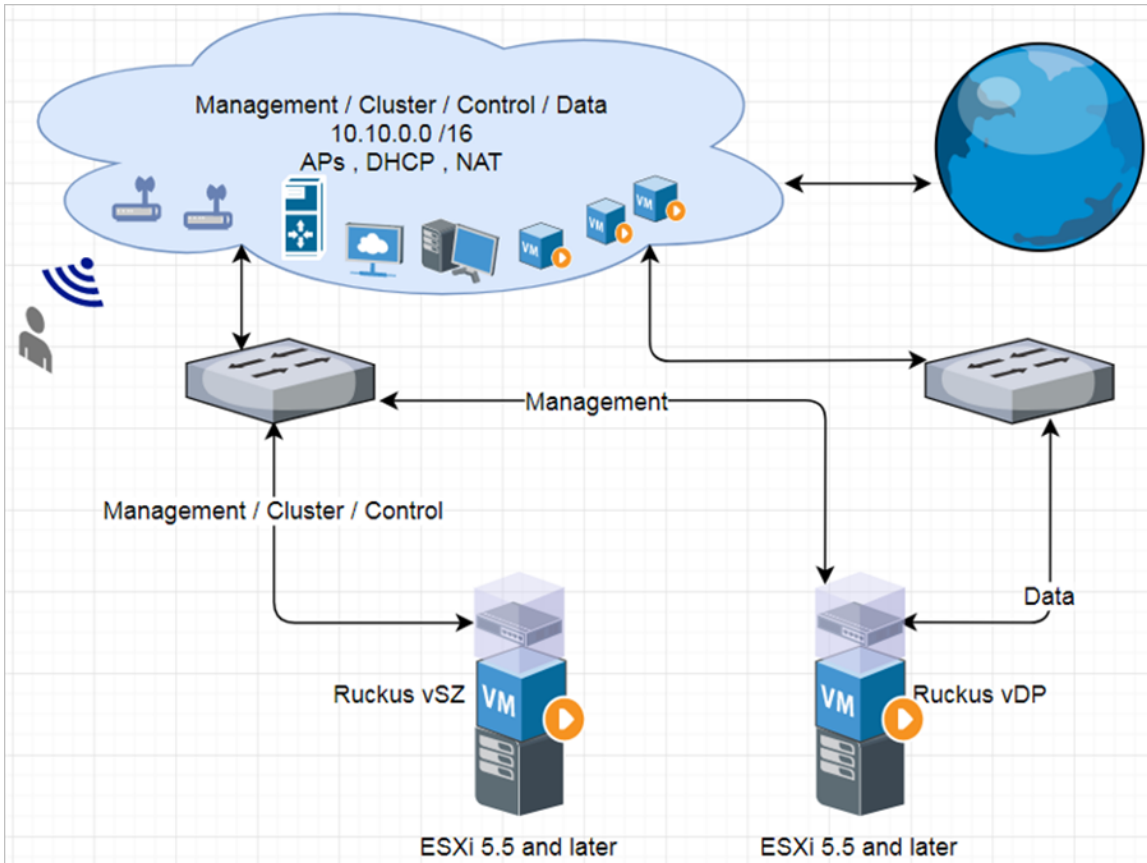 Management / Cluster / Control / Data
10.10.0.0 /16
APs , DHCP , NAT
VM
VM
VM
Management
Management / Cluster / Control
Data
Ruckus vSZ
VM
VM
Ruckus vDP
ESXi 5.5 and later
ESXi 5.5 and later